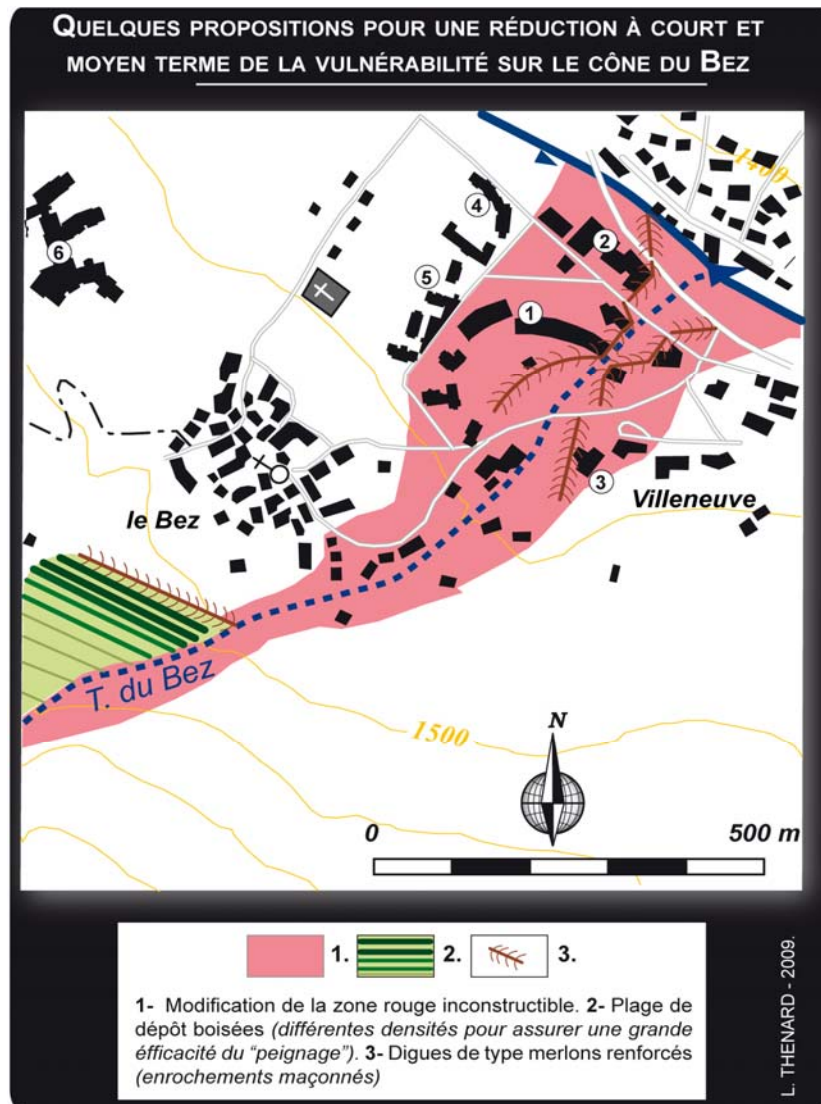 QUELQUES PROPOSITIONS POUR UNE RÉDUCTION À COURT ET
MOYEN TERME DE LA VULNÉRABILITÉ SUR LE CÔNE DU BEZ
1400
4
2
6
5
1
le Bez
3
Villeneuve
T. du Bez
1500
N
0
500 m
1.
2.
3.
1- Modification de la zone rouge inconstructible. 2- Plage de
dépôt boisées (différentes densités pour assurer une grande
éfficacité du "peignage"). 3- Digues de type merlons renforcés
(enrochements maçonnés)
L. THENARD - 2009.